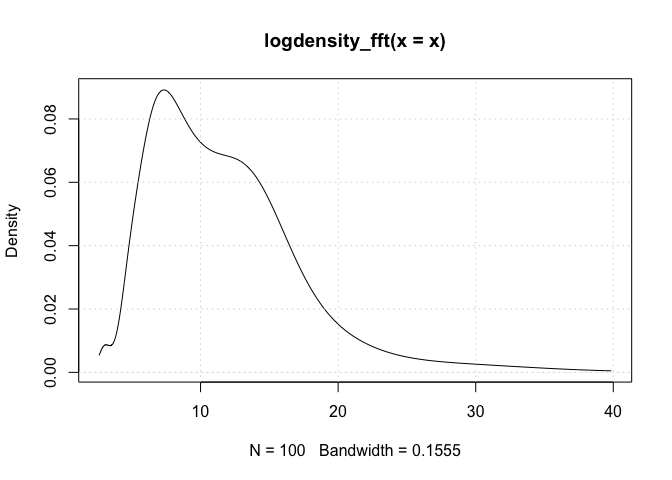 logdensity_fft(x = x)
Density
0.08
0.06
0.04
0.02
0.00
10 20 30 40
N = 100 Bandwidth = 0.1555